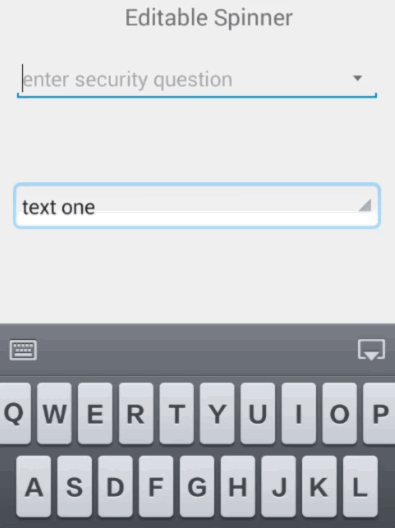 Editable Spinner
enter security question
text one
Q W E R T Y U I O P
A S D F G H J K L